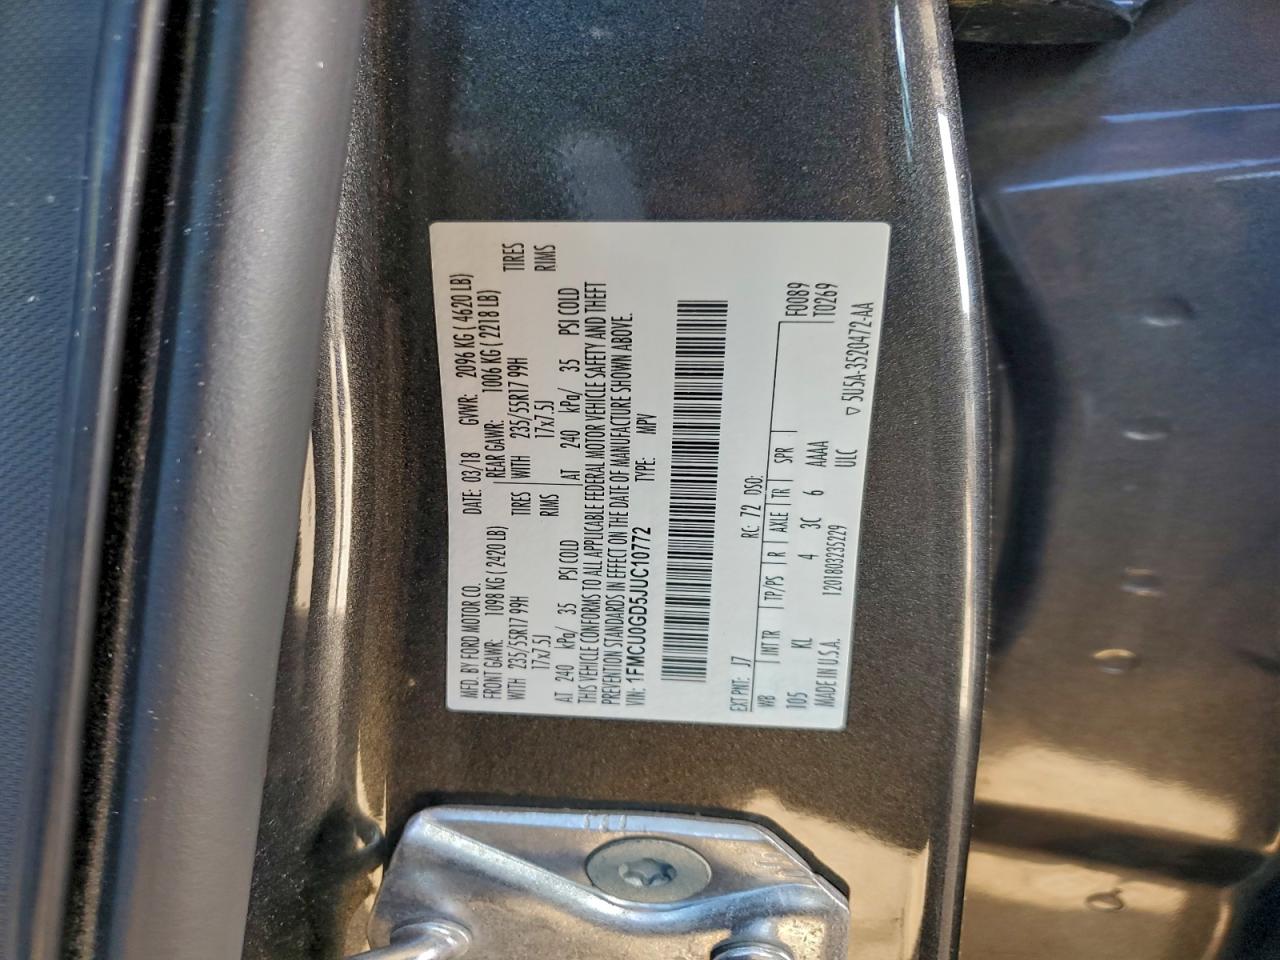 MFD. BY FORD MOTOR CO.
DATE: 03/18 GVWR: 2096 KG ( 4620 LB)
FRONT GAWR: 1098 KG ( 2420 LB) REAR GAWR: 1006 KG ( 2218 LB)
WITH 235/55R17 99H TIRES WITH 235/55R17 99H TIRES
17x7.5J RIMS 17x7.5J RIMS
AT 240 kPa/ 35 PSI COLD AT 240 kPa/ 35 PSI COLD
THIS VEHICLE CONFORMS TO ALL APPLICABLE FEDERAL MOTOR VEHICLE SAFETY AND THEFT
PREVENTION STANDARDS IN EFFECT ON THE DATE OF MANUFACTURE SHOWN ABOVE.
VIN: 1FMCU0GD5JUC10772 TYPE: MPV
EXT PNT: J7 RC: 72 DSO:
WB INT TR TP/PS R AXLE TR SPR F0089
105 KL 4 3C 6 AAAA T0269
MADE IN U.S.A. 1201803235229 ULC
▽ 5U5A-3520472-AA